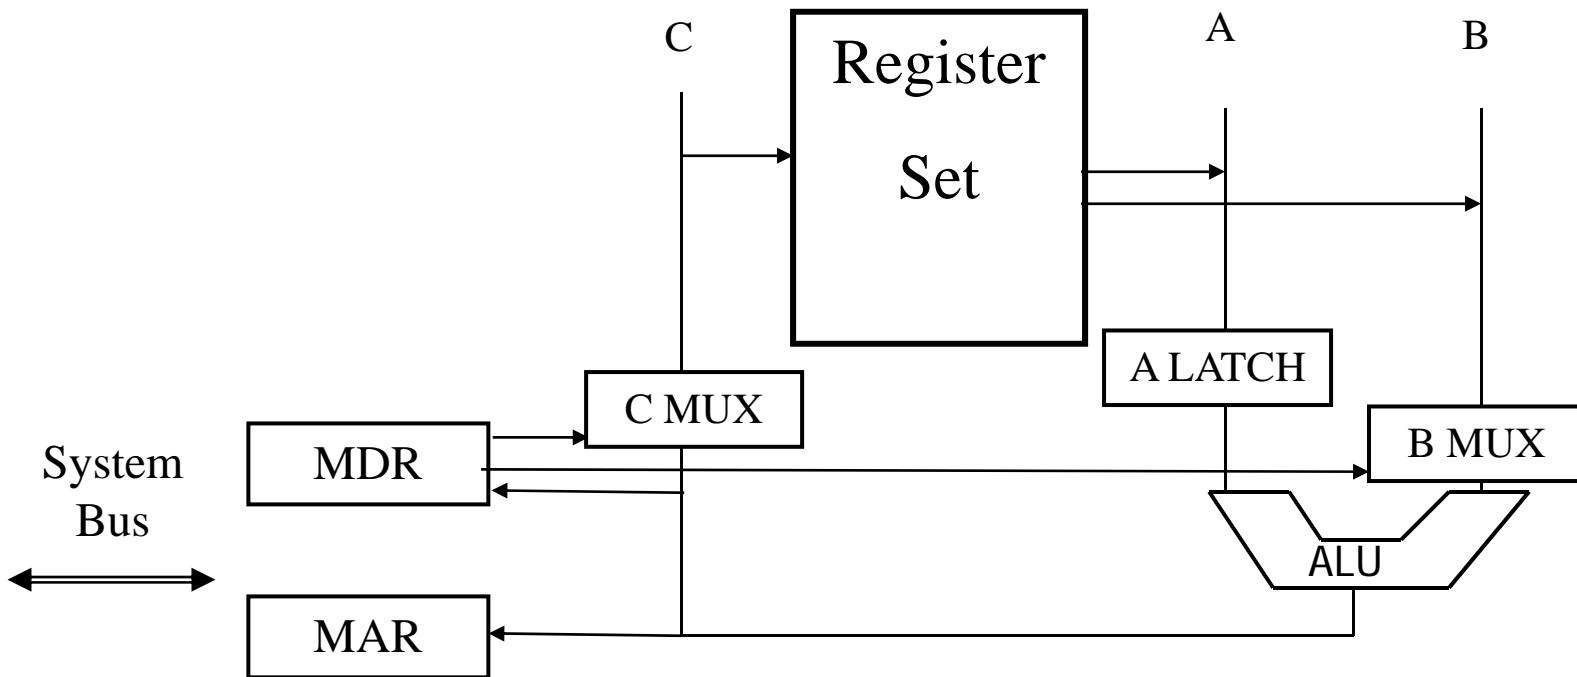 C
Register
Set
A
B
A LATCH
C MUX
B MUX
MDR
System
Bus
ALU
MAR